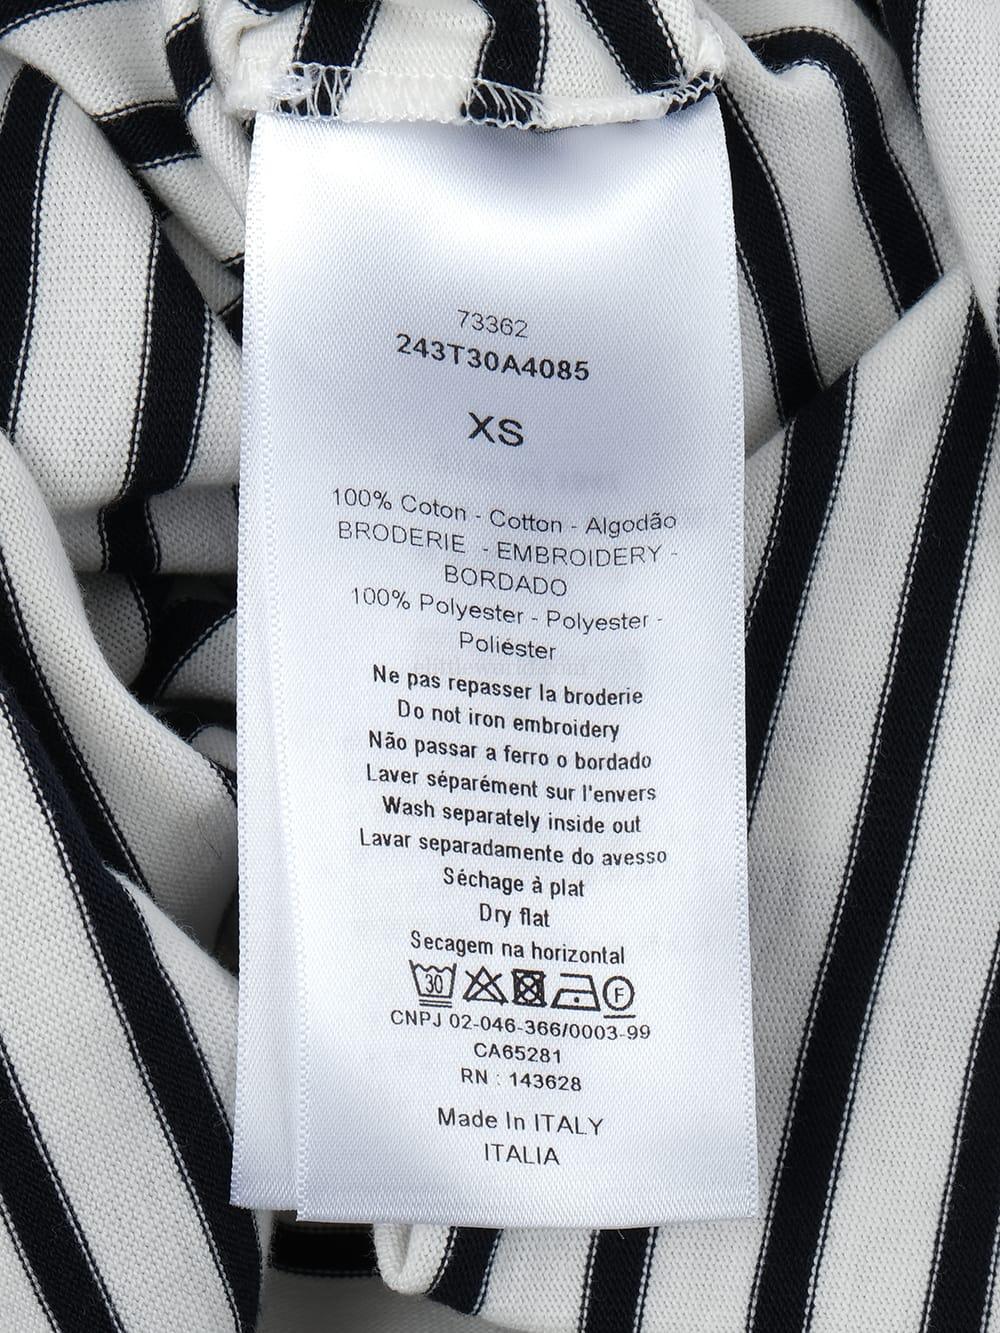 73362
243T30A4085
XS
100% Coton - Cotton - Algodão
BRODERIE - EMBROIDERY -
BORDADO
100% Polyester - Polyester -
Poliéster
Ne pas repasser la broderie
Do not iron embroidery
Não passar a ferro o bordado
Laver séparément sur l'envers
Wash separately inside out
Lavar separadamente do avesso
Séchage à plat
Dry flat
Secagem na horizontal
30 F
CNPJ 02-046-366/0003-99
CA65281
RN : 143628
Made In ITALY
ITALIA